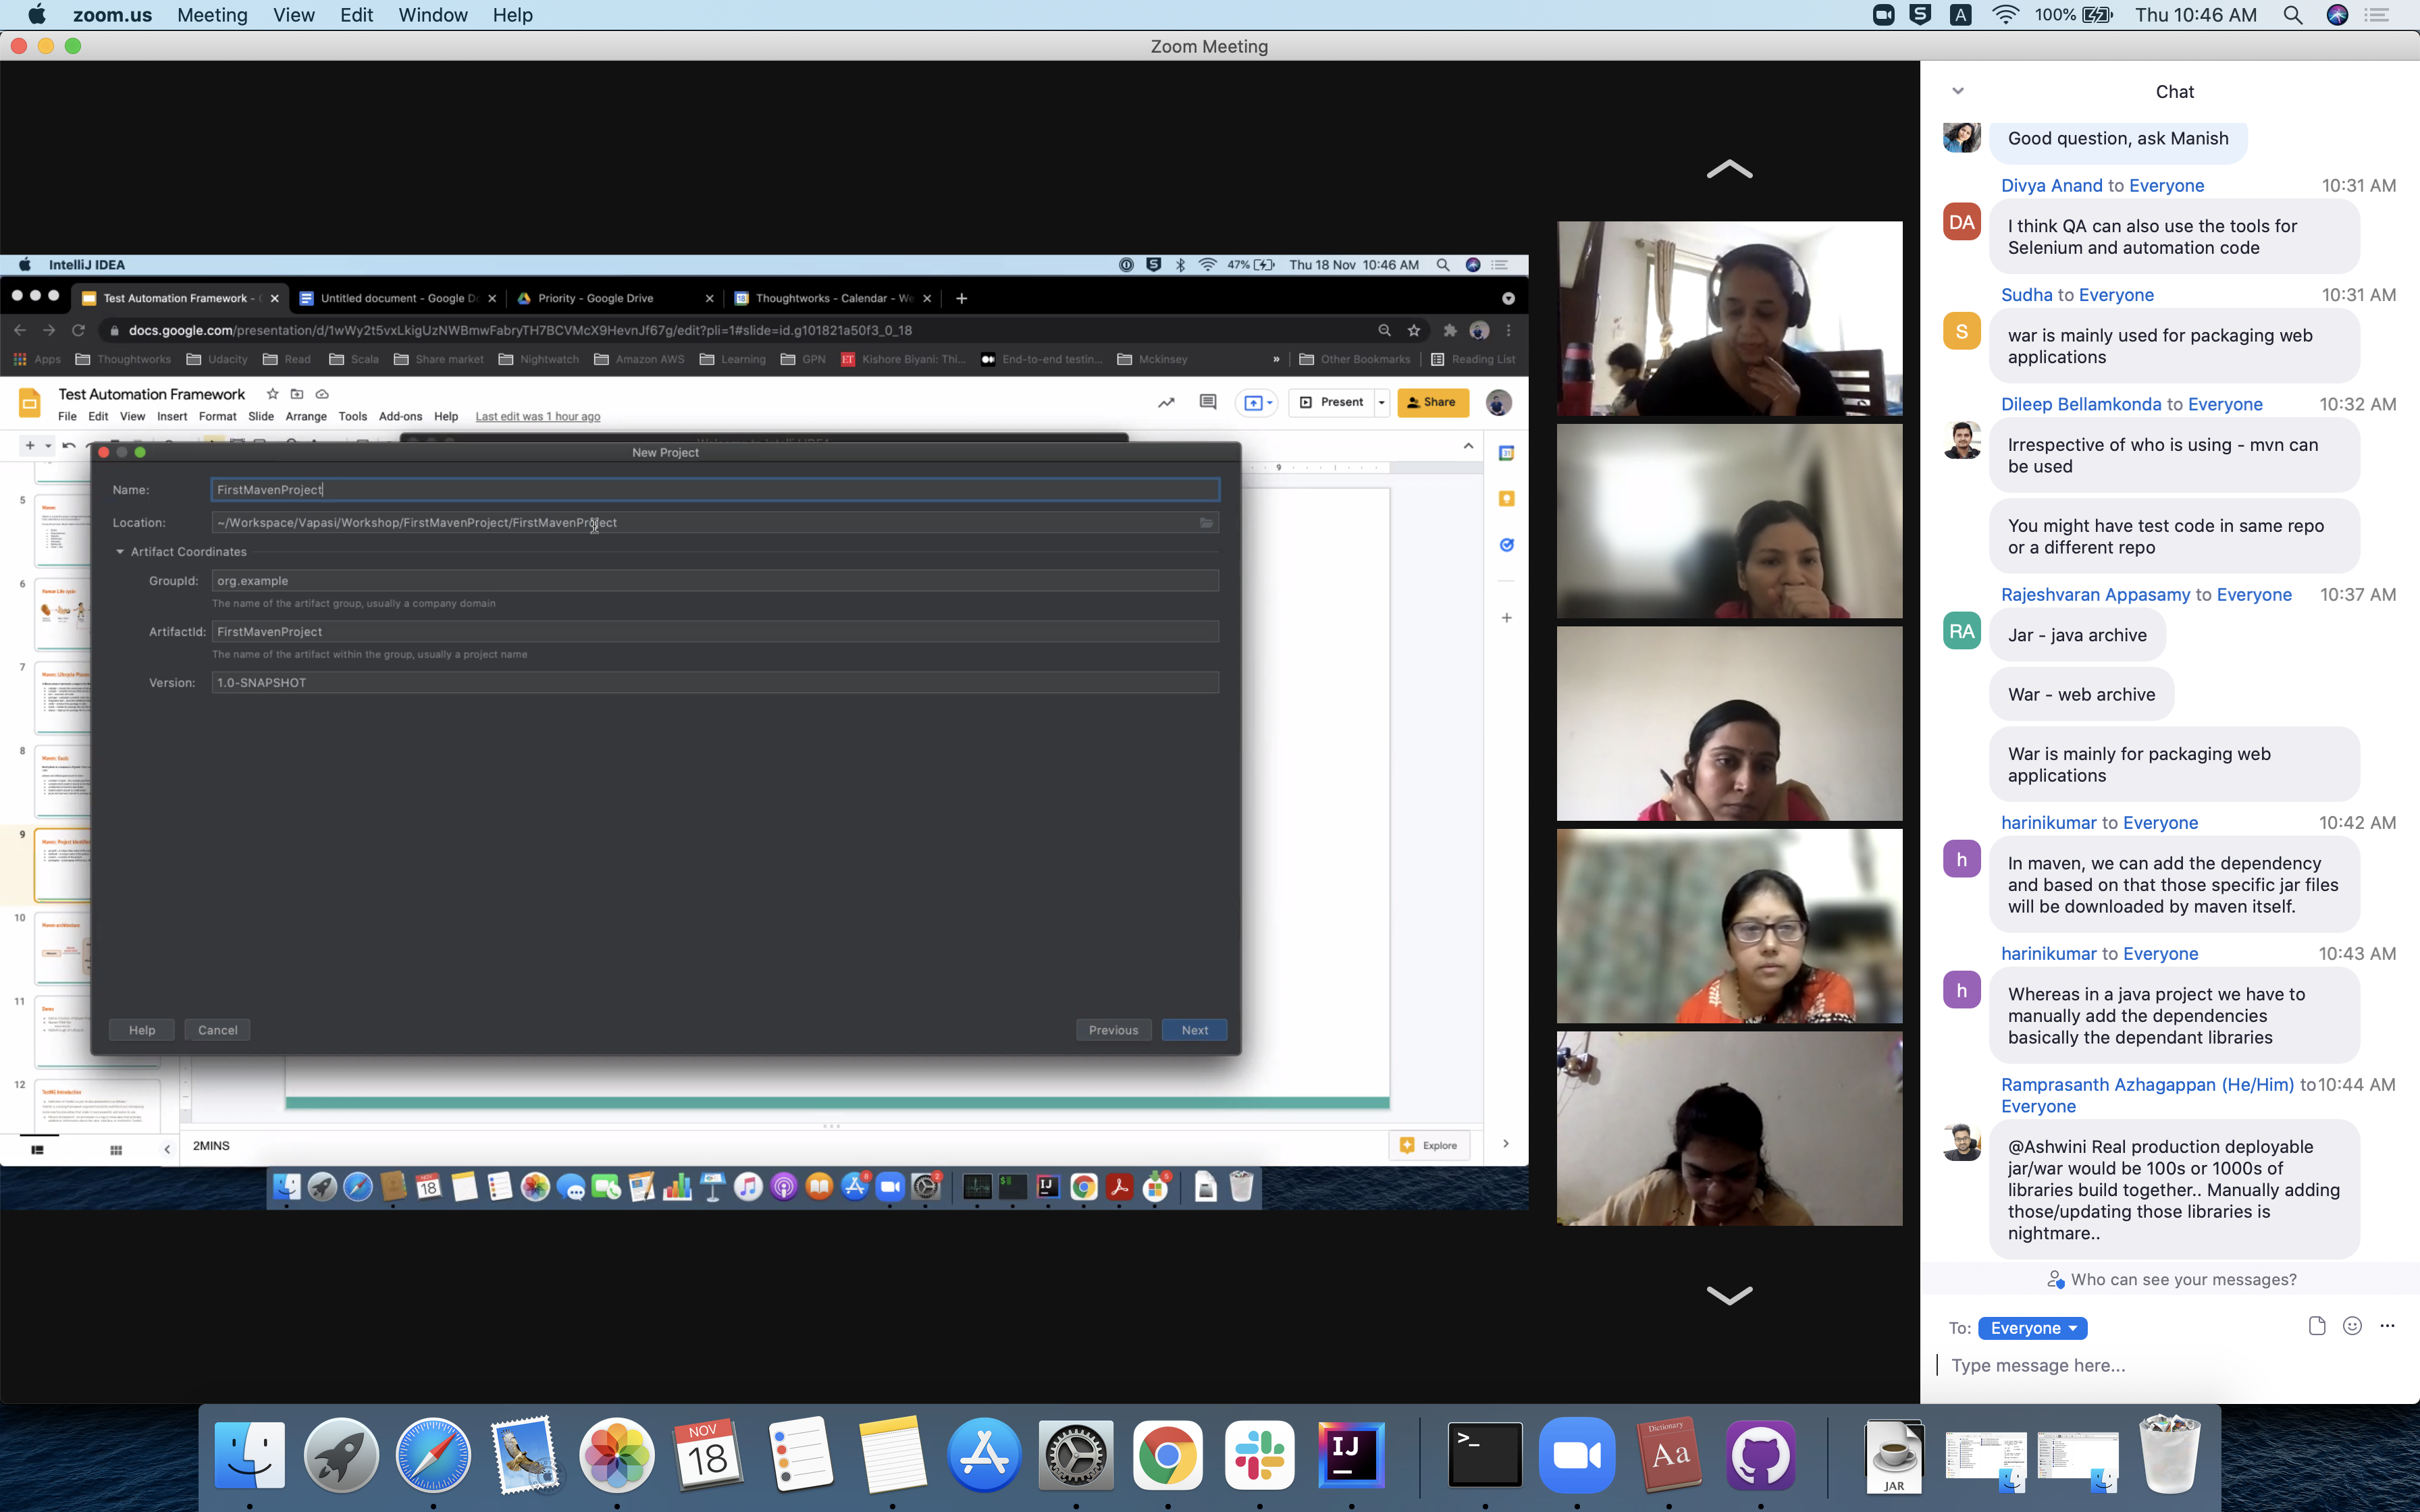 zoom.us Meeting View Edit Window Help
100% Thu 10:46 AM
Zoom Meeting
IntelliJ IDEA
47% Thu 18 Nov 10:46 AM
Test Automation Framework -
Untitled document - Google D
Priority - Google Drive
Thoughtworks - Calendar - We
docs.google.com/presentation/d/1wWy2t5vxLkigUzNWBmwFabryTH7BCVMcX9HevnJf67g/edit?pli=1#slide=id.g101821a50f3_0_18
Apps Thoughtworks Udacity Read Scala Share market Nightwatch Amazon AWS Learning GPN Kishore Biyani: Thi... End-to-end testin... Mckinsey » Other Bookmarks Reading List
Test Automation Framework
File Edit View Insert Format Slide Arrange Tools Add-ons Help Last edit was 1 hour ago
Present
Share
New Project
Name: FirstMavenProject
Location: ~/Workspace/Vapasi/Workshop/FirstMavenProject/FirstMavenProject
Artifact Coordinates
GroupId: org.example
The name of the artifact group, usually a company domain
ArtifactId: FirstMavenProject
The name of the artifact within the group, usually a project name
Version: 1.0-SNAPSHOT
Help Cancel Previous Next
5
6
Human Life cycle
7
8
9
10
Maven architecture
11
Demo
12
TestNG Introduction
2MINS
Explore
Chat
Good question, ask Manish
Divya Anand to Everyone 10:31 AM
DA
I think QA can also use the tools for
Selenium and automation code
Sudha to Everyone 10:31 AM
S
war is mainly used for packaging web
applications
Dileep Bellamkonda to Everyone 10:32 AM
Irrespective of who is using - mvn can
be used
You might have test code in same repo
or a different repo
Rajeshvaran Appasamy to Everyone 10:37 AM
RA
Jar - java archive
War - web archive
War is mainly for packaging web
applications
harinikumar to Everyone 10:42 AM
h
In maven, we can add the dependency
and based on that those specific jar files
will be downloaded by maven itself.
harinikumar to Everyone 10:43 AM
h
Whereas in a java project we have to
manually add the dependencies
basically the dependant libraries
Ramprasanth Azhagappan (He/Him) to 10:44 AM
Everyone
@Ashwini Real production deployable
jar/war would be 100s or 1000s of
libraries build together.. Manually adding
those/updating those libraries is
nightmare..
Who can see your messages?
To: Everyone
Type message here...
NOV
18
IJ
Dictionary
Aa
JAR